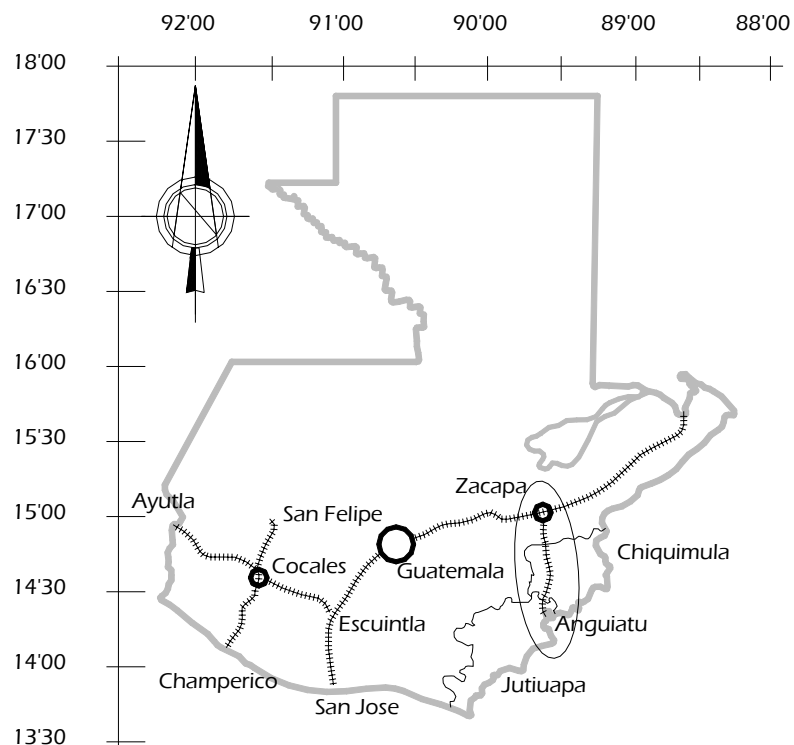 92'00 91'00 90'00 89'00 88'00
18'00
17'30
17'00
16'30
16'00
15'30
15'00
14'30
14'00
13'30
Zacapa
Ayutla
San Felipe
Chiquimula
Cocales
Guatemala
Escuintla
Anguiatu
Champerico
Jutiuapa
San Jose